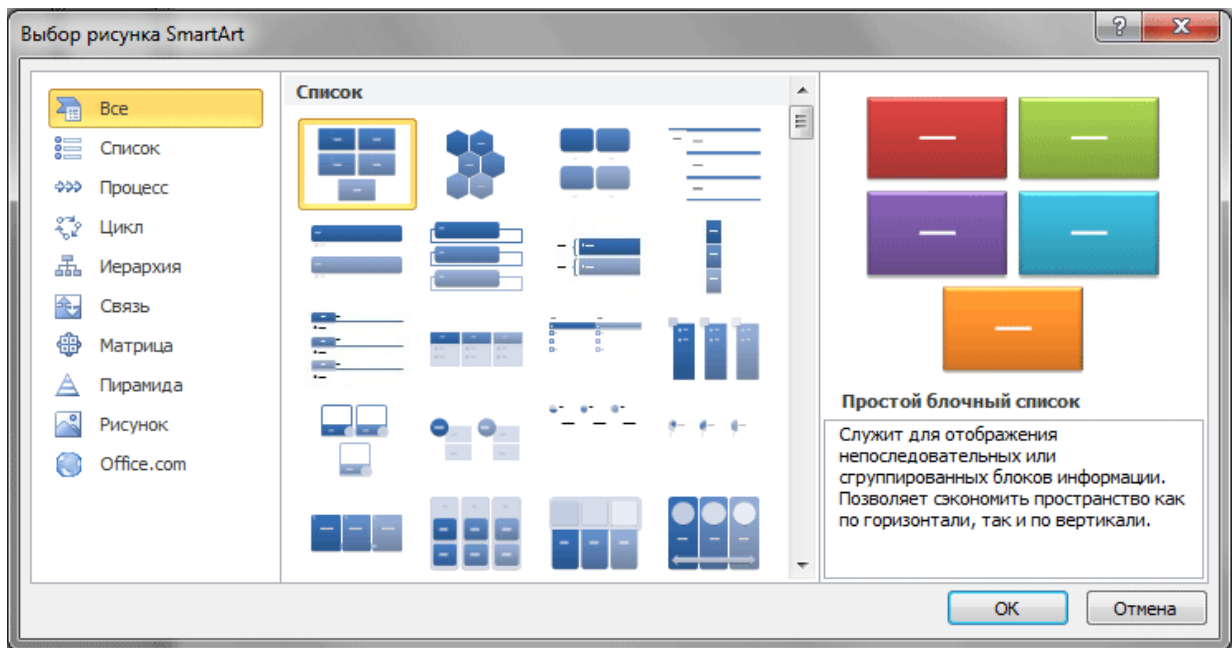 Выбор рисунка SmartArt
Все
Список
Процесс
Цикл
Иерархия
Связь
Матрица
Пирамида
Рисунок
Office.com
Список
Простой блочный список
Служит для отображения
непоследовательных или
сгруппированных блоков информации.
Позволяет сэкономить пространство как
по горизонтали, так и по вертикали.
ОК
Отмена